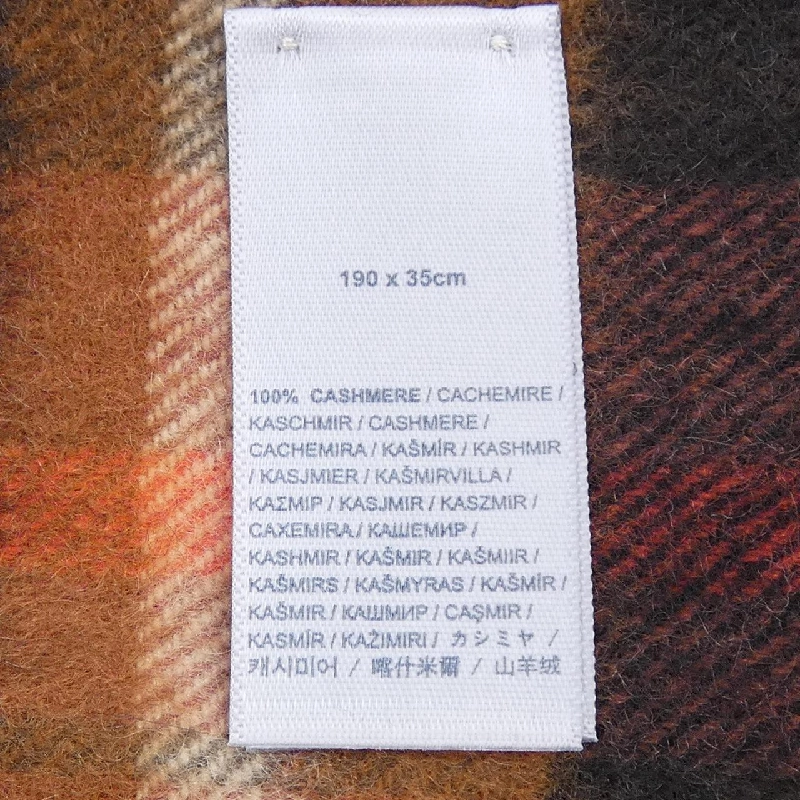 190 x 35cm
100% CASHMERE / CACHEMIRE /
KASCHMIR / CASHMERE /
CACHEMIRA / KAŠMÍR / KASHMIR
/ KASJMIER / KAŠMIRVILLA /
ΚΑΣΜΙΡ / KASJMIR / KASZMIR /
CAXEMIRA / КАШЕМИР /
KASHMIR / KAŠMIR / KAŠMIIR /
KAŠMIRS / KAŠMYRAS / KAŠMÍR /
KAŠMIR / КАШМИР / CAŞMIR /
KASMÍR / KAŽIMIRI / カシミヤ /
캐시미어 / 喀什米爾 / 山羊绒